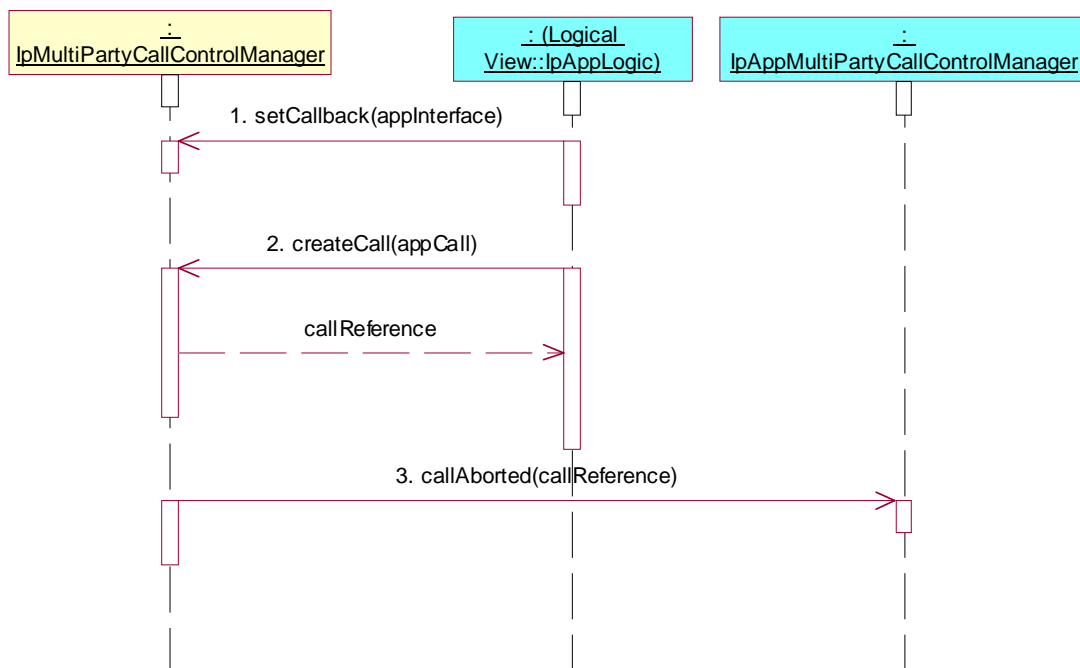 :
IpMultiPartyCallControlManager
: (Logical
View::IpAppLogic)
:
IpAppMultiPartyCallControlManager
1. setCallback(appInterface)
2. createCall(appCall)
callReference
3. callAborted(callReference)